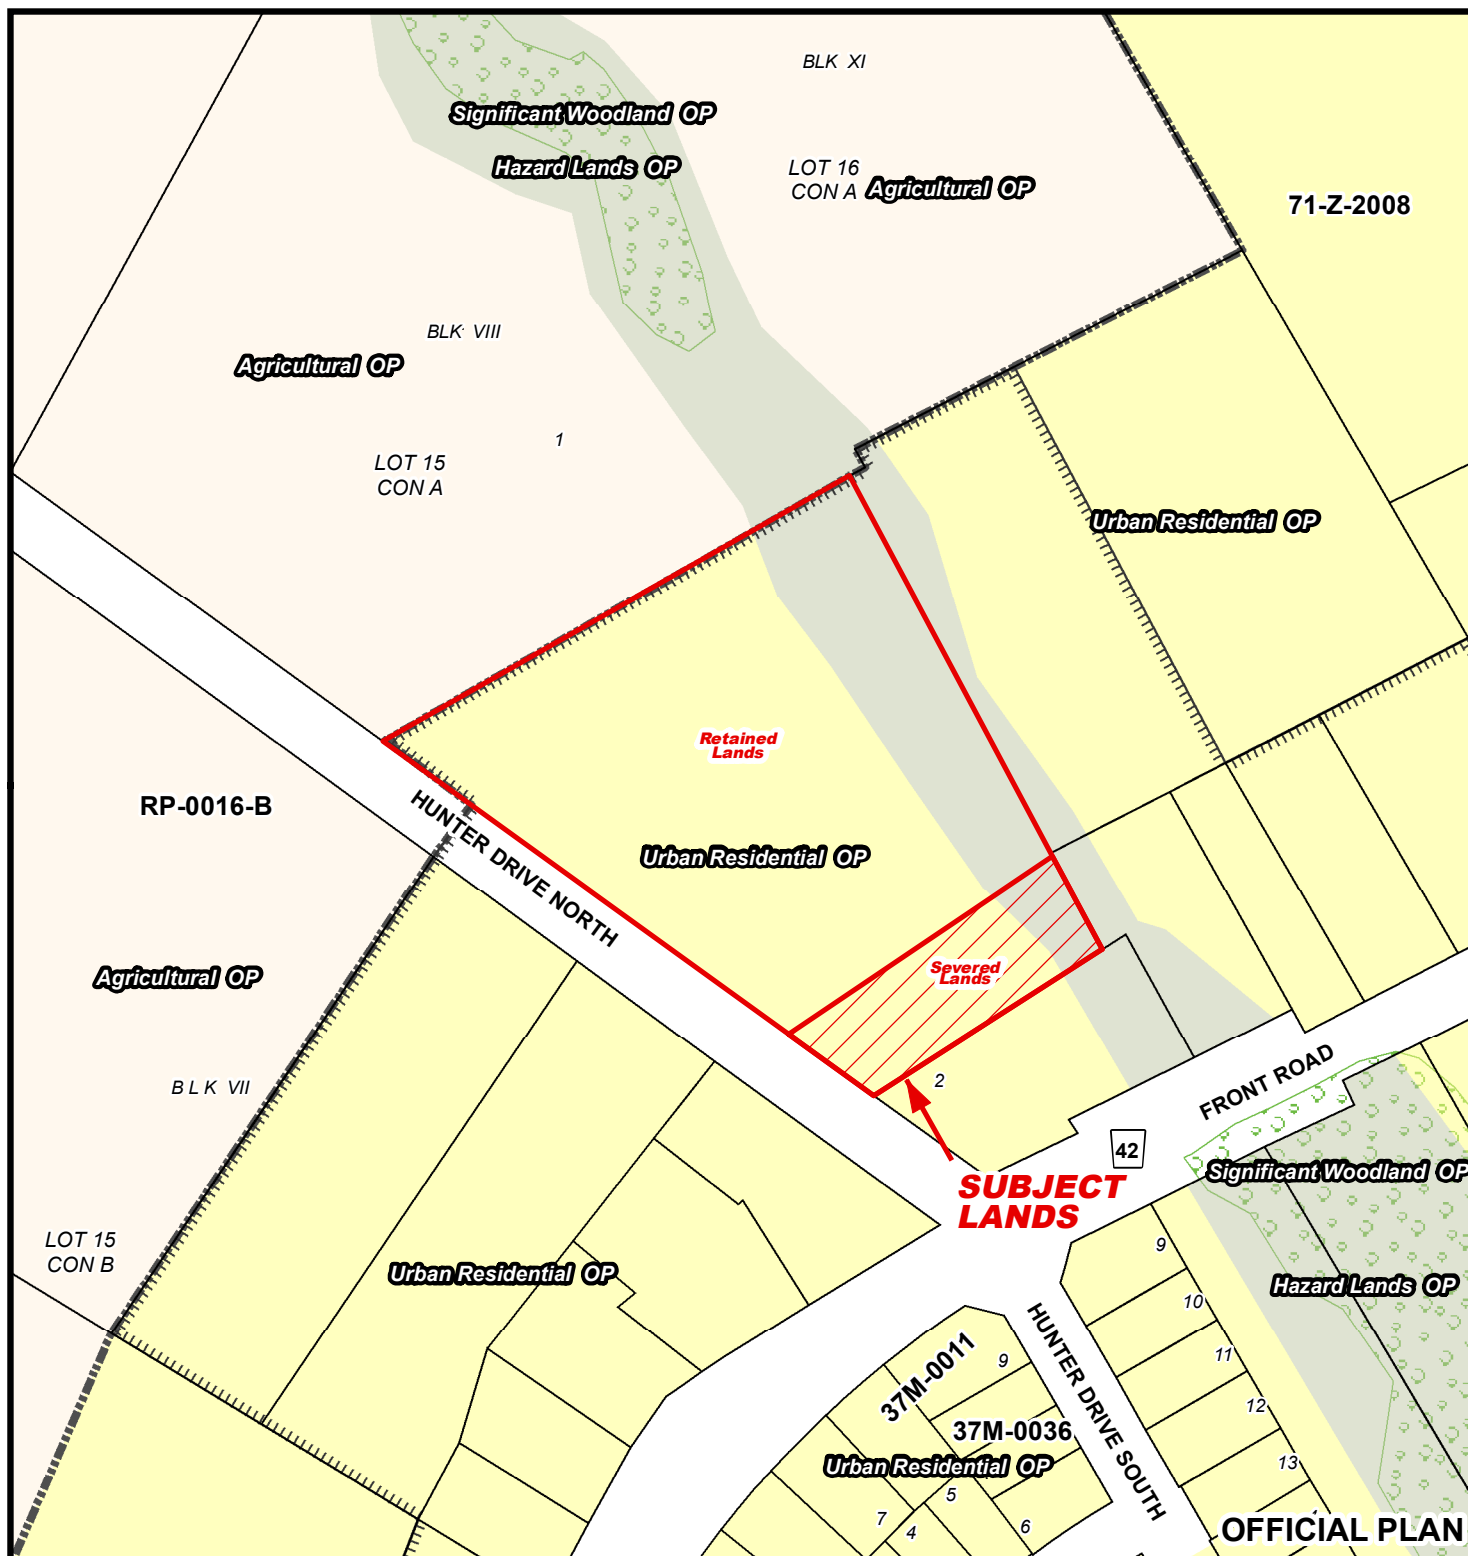 BLK XI
Significant Woodland OP
Hazard Lands OP
LOT 16
CON A
Agricultural OP
71-Z-2008
BLK VIII
Agricultural OP
1
LOT 15
CON A
Urban Residential OP
Retained
Lands
RP-0016-B
HUNTER DRIVE NORTH
Urban Residential OP
Agricultural OP
Severed
Lands
BLK VII
2
FRONT ROAD
42
SUBJECT
LANDS
Significant Woodland OP
LOT 15
CON B
Urban Residential OP
9
Hazard Lands OP
10
HUNTER DRIVE SOUTH
11
37M-0011
9
12
37M-0036
Urban Residential OP
13
5
7
4
6
OFFICIAL PLAN